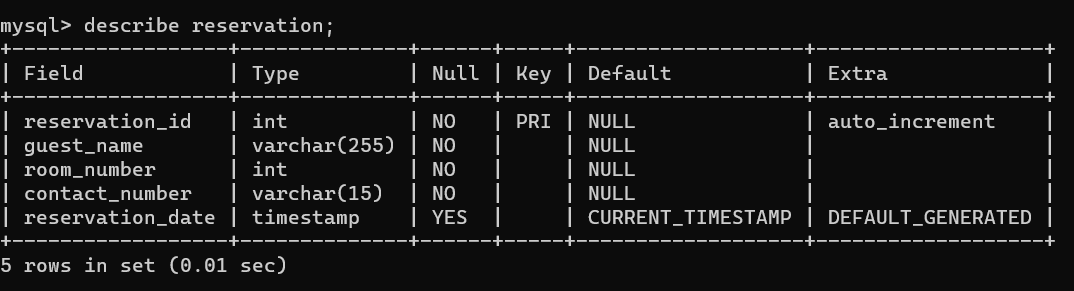 mysql> describe reservation;
+------------------+--------------+------+-----+-------------------+-------------------+
| Field            | Type         | Null | Key | Default           | Extra             |
+------------------+--------------+------+-----+-------------------+-------------------+
| reservation_id   | int          | NO   | PRI | NULL              | auto_increment    |
| guest_name       | varchar(255) | NO   |     | NULL              |                   |
| room_number      | int          | NO   |     | NULL              |                   |
| contact_number   | varchar(15)  | NO   |     | NULL              |                   |
| reservation_date | timestamp    | YES  |     | CURRENT_TIMESTAMP | DEFAULT_GENERATED |
+------------------+--------------+------+-----+-------------------+-------------------+
5 rows in set (0.01 sec)